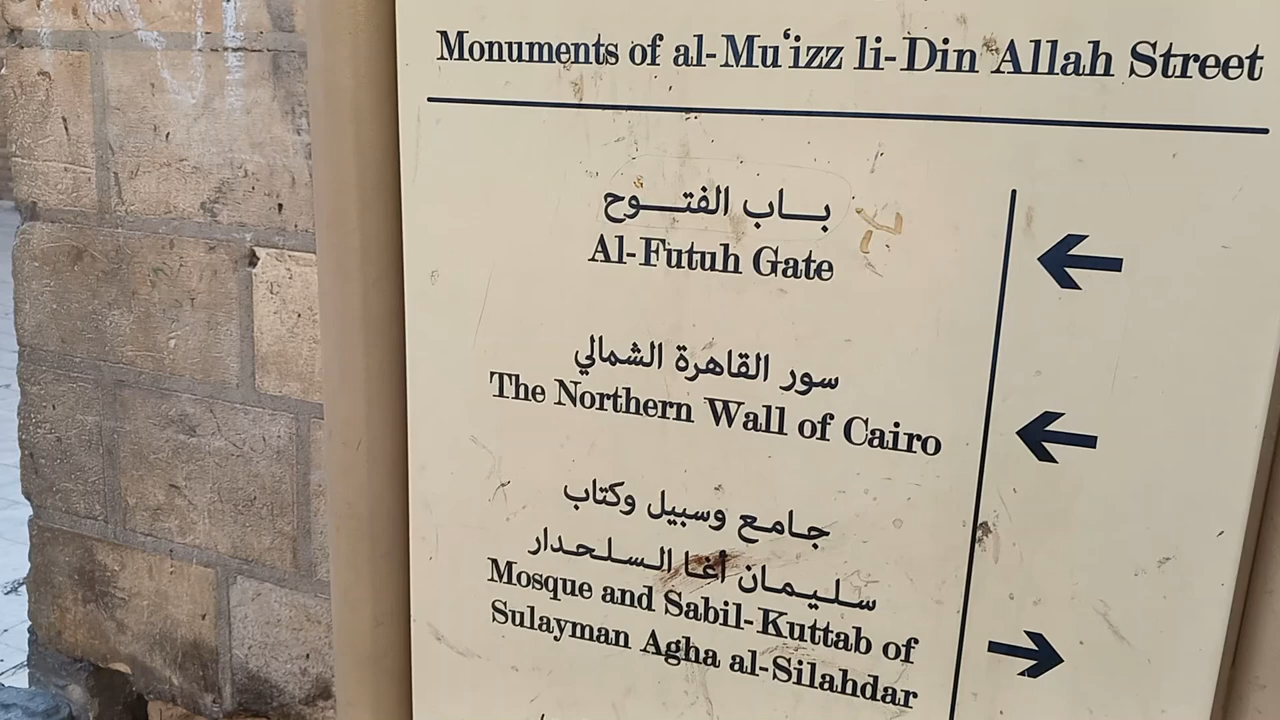 Monuments of al-Mu‘izz li-Din Allah Street
باب الفتوح
Al-Futuh Gate
سور القاهرة الشمالي
The Northern Wall of Cairo
جامع وسبيل وكتاب
سليمان أغا السلحدار
Mosque and Sabil-Kuttab of
Sulayman Agha al-Silahdar